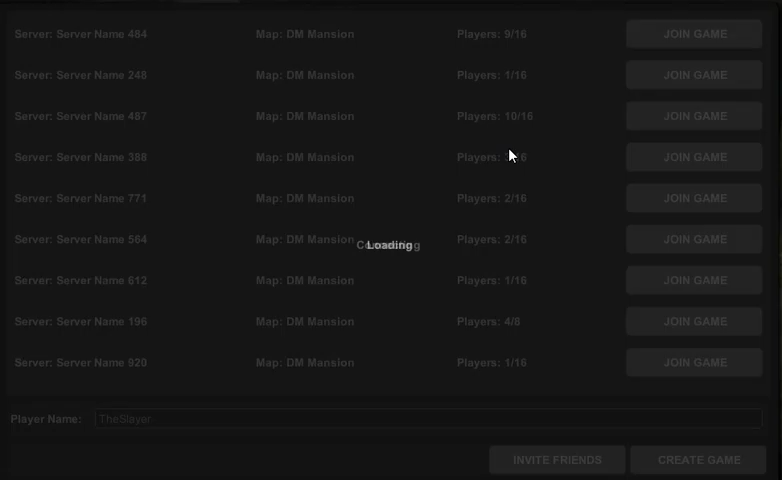 Server: Server Name 484 Map: DM Mansion Players: 9/16 JOIN GAME
Server: Server Name 248 Map: DM Mansion Players: 1/16 JOIN GAME
Server: Server Name 487 Map: DM Mansion Players: 10/16 JOIN GAME
Server: Server Name 388 Map: DM Mansion Players: JOIN GAME
Server: Server Name 771 Map: DM Mansion Players: 2/16 JOIN GAME
Server: Server Name 564 Map: DM Mansion Players: 2/16 JOIN GAME
Loading
Server: Server Name 612 Map: DM Mansion Players: 1/16 JOIN GAME
Server: Server Name 196 Map: DM Mansion Players: 4/8 JOIN GAME
Server: Server Name 920 Map: DM Mansion Players: 1/16 JOIN GAME
Player Name: TheSlayer
INVITE FRIENDS CREATE GAME